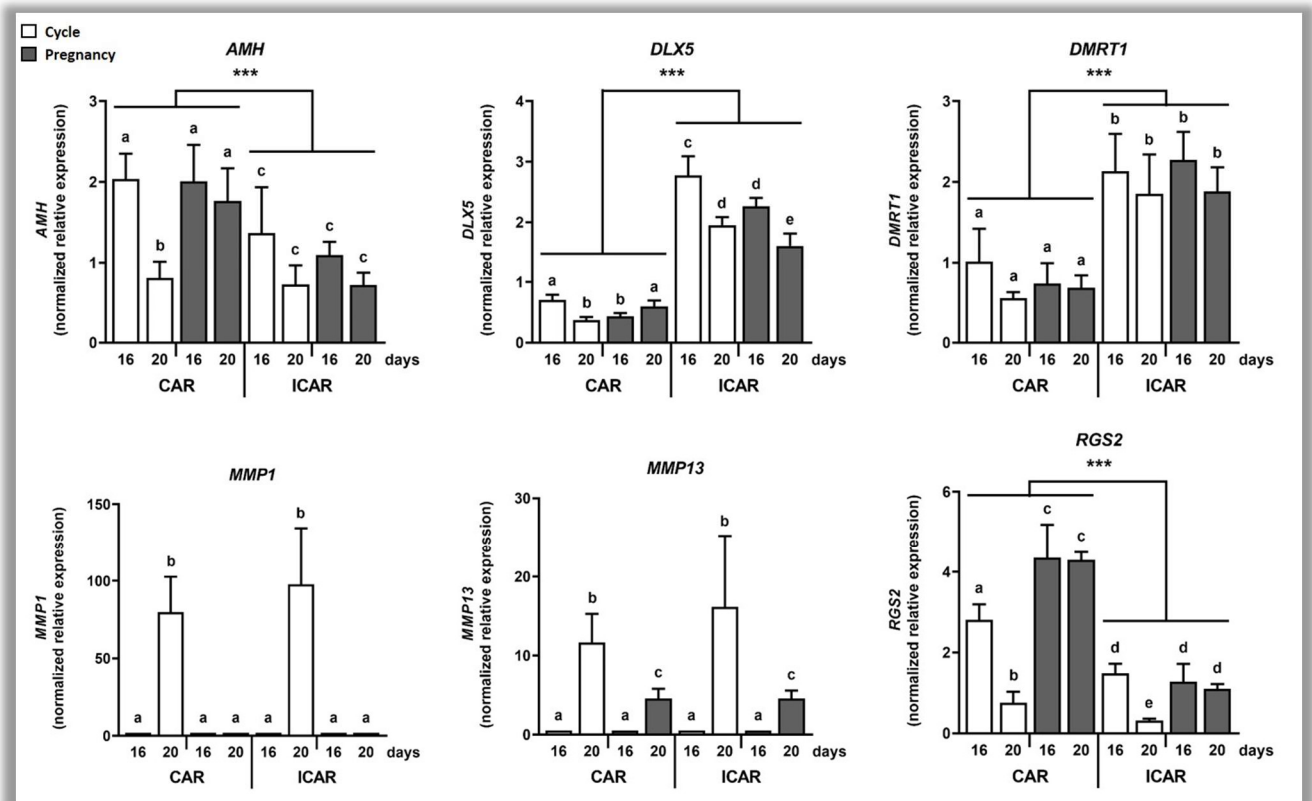 Cycle
Pregnancy
AMH
***
AMH
(normalized relative expression)
3
2
1
0
a
b
a
a
c
c
c
c
16 20 16 20 16 20 16 20 days
CAR ICAR
DLX5
***
DLX5
(normalized relative expression)
4
3
2
1
0
a
b
b
a
c
d
d
e
16 20 16 20 16 20 16 20 days
CAR ICAR
DMRT1
***
DMRT1
(normalized relative expression)
3
2
1
0
a
a
a
a
b
b
b
b
16 20 16 20 16 20 16 20 days
CAR ICAR
MMP1
MMP1
(normalized relative expression)
150
100
50
0
a
b
a
a
a
b
a
a
16 20 16 20 16 20 16 20 days
CAR ICAR
MMP13
MMP13
(normalized relative expression)
30
20
10
0
a
b
a
c
a
b
a
c
16 20 16 20 16 20 16 20 days
CAR ICAR
RGS2
***
RGS2
(normalized relative expression)
6
4
2
0
a
b
c
c
d
e
d
d
16 20 16 20 16 20 16 20 days
CAR ICAR